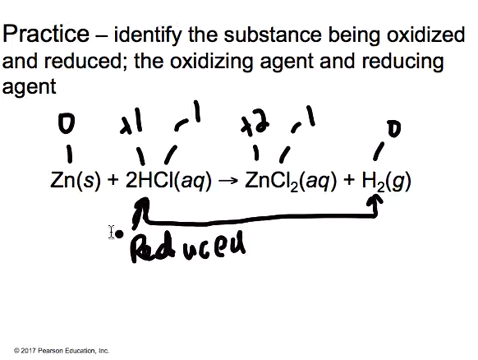 Practice – identify the substance being oxidized
and reduced; the oxidizing agent and reducing
agent
0 +1 -1 +2 -1 0
Zn(s) + 2HCl(aq) → ZnCl₂(aq) + H₂(g)
Reduced
© 2017 Pearson Education, Inc.